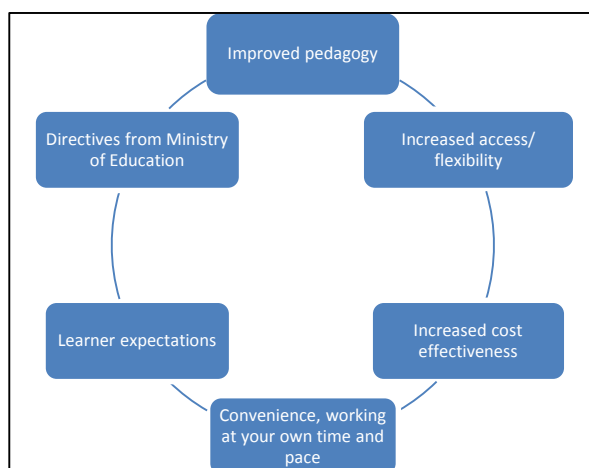 Improved pedagogy
Directives from Ministry
of Education
Increased access/
flexibility
Learner expectations
Increased cost
effectiveness
Convenience, working
at your own time and
pace